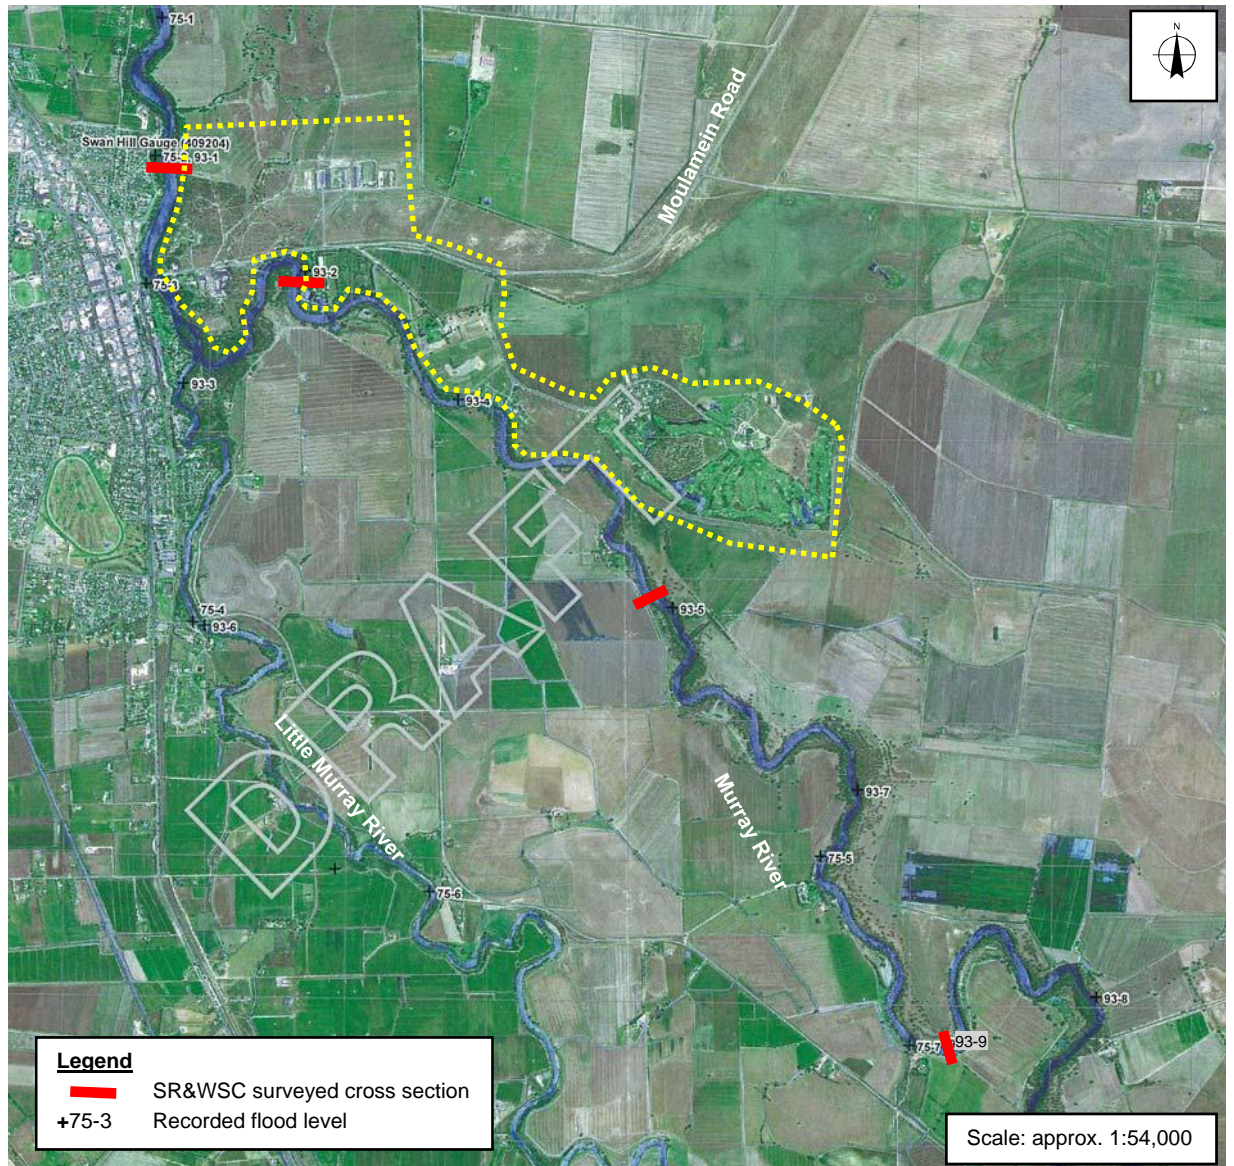 75-1
N
Moulamein Road
Swan Hill Gauge (409204)
93-1
93-2
75-3
93-3
93-4
93-5
75-4
93-6
Little Murray River
Murray River
93-7
75-5
75-6
93-8
75-7
93-9
DRAFT
Legend
SR&WSC surveyed cross section
+75-3 Recorded flood level
Scale: approx. 1:54,000